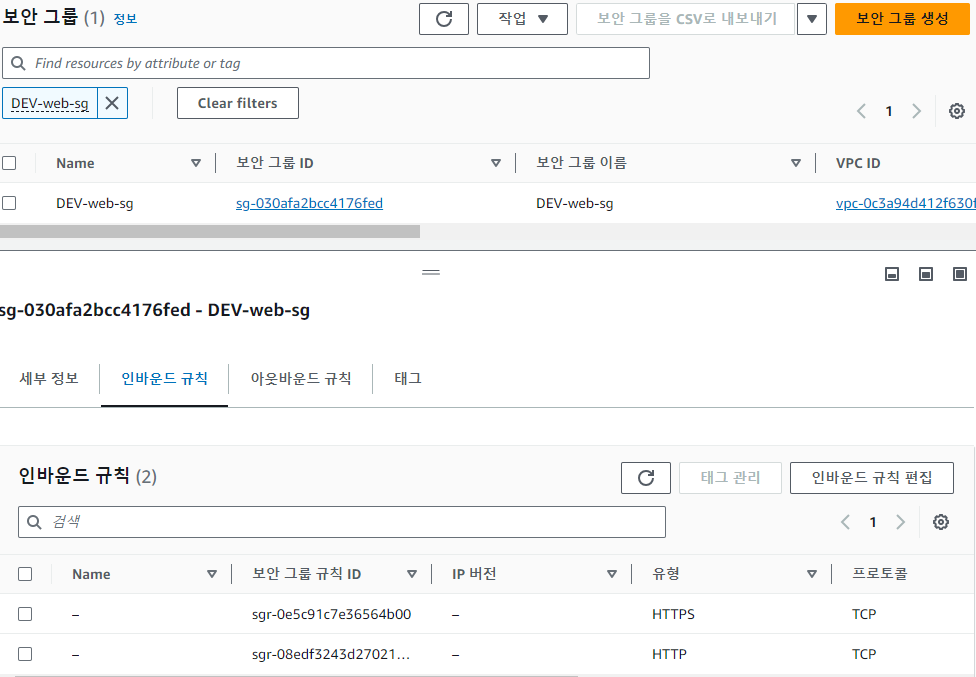 보안 그룹 (1) 정보
작업
보안 그룹을 CSV로 내보내기
보안 그룹 생성
Find resources by attribute or tag
DEV-web-sg
Clear filters
1
Name 보안 그룹 ID 보안 그룹 이름 VPC ID
DEV-web-sg sg-030afa2bcc4176fed DEV-web-sg vpc-0c3a94d412f630f
sg-030afa2bcc4176fed - DEV-web-sg
세부 정보 인바운드 규칙 아웃바운드 규칙 태그
인바운드 규칙 (2)
태그 관리
인바운드 규칙 편집
검색
1
Name 보안 그룹 규칙 ID IP 버전 유형 프로토콜
– sgr-0e5c91c7e36564b00 – HTTPS TCP
– sgr-08edf3243d27021… – HTTP TCP